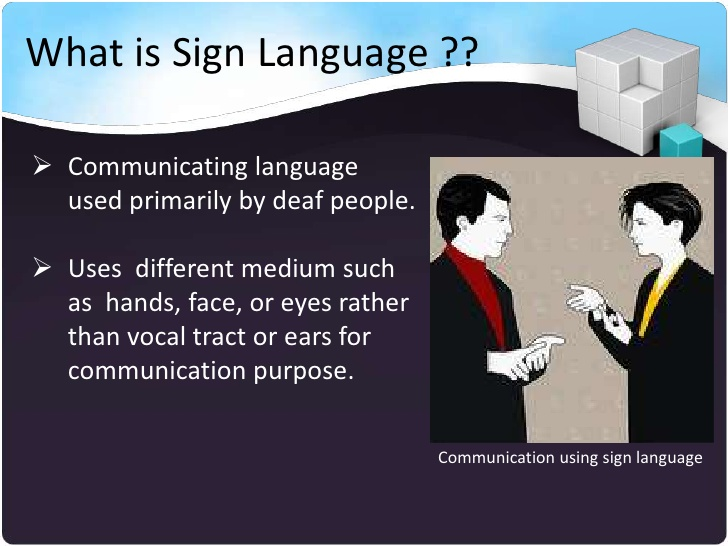 What is Sign Language ??
➢ Communicating language
used primarily by deaf people.
➢ Uses different medium such
as hands, face, or eyes rather
than vocal tract or ears for
communication purpose.
Communication using sign language